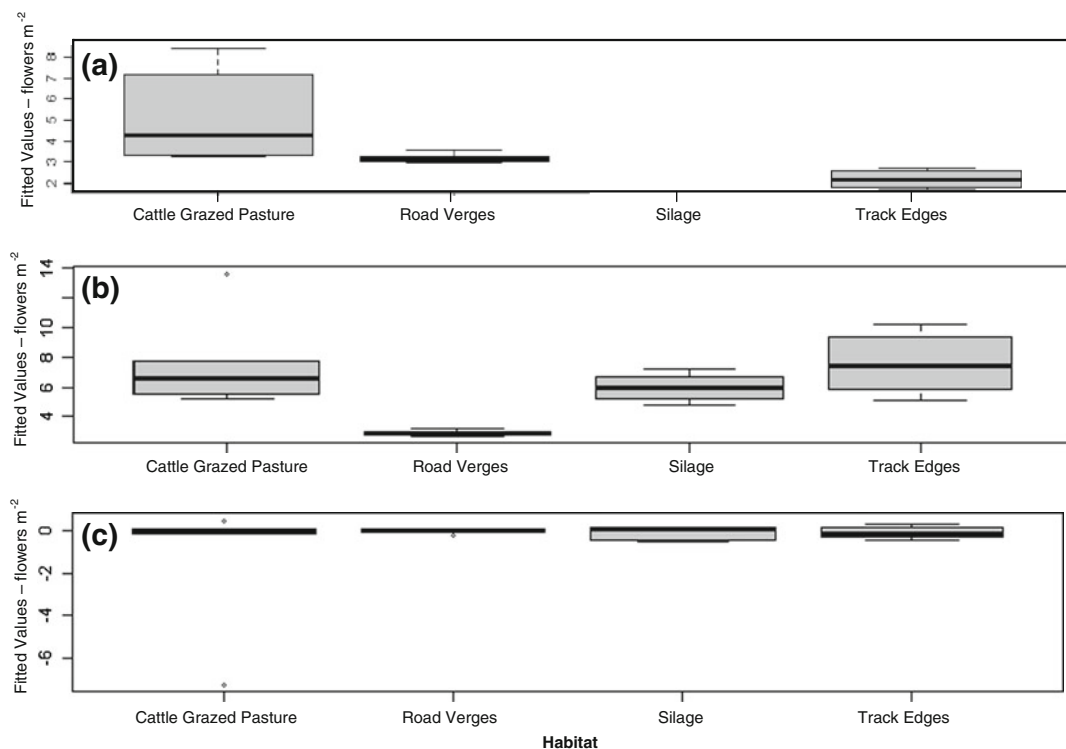 (a)
Fitted Values – flowers m-2
8
7
6
5
4
3
2
Cattle Grazed Pasture Road Verges Silage Track Edges
(b)
Fitted Values – flowers m-2
14
10
8
6
4
Cattle Grazed Pasture Road Verges Silage Track Edges
(c)
Fitted Values – flowers m-2
0
-2
-4
-6
Cattle Grazed Pasture Road Verges Silage Track Edges
Habitat